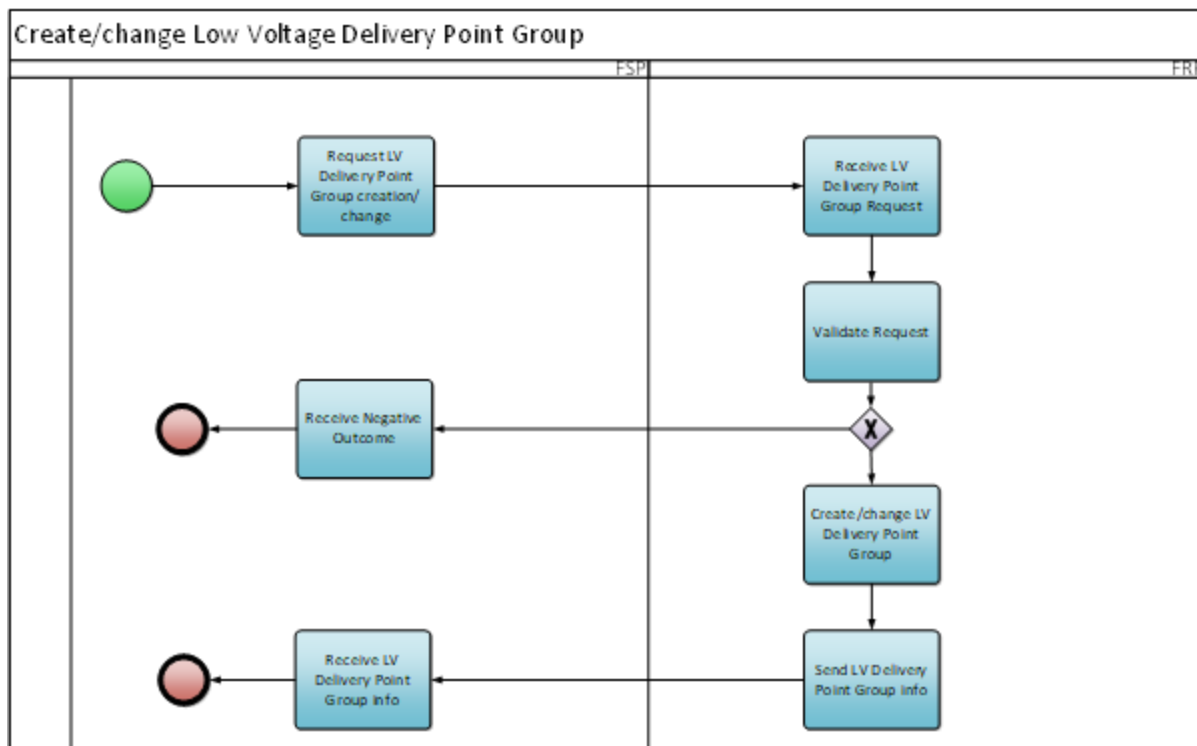 Create/change Low Voltage Delivery Point Group
FSP
Request LV
Delivery Point
Group creation/
change
Receive LV
Delivery Point
Group Request
Validate Request
Receive Negative
Outcome
X
Create/change LV
Delivery Point
Group
Receive LV
Delivery Point
Group info
Send LV Delivery
Point Group Info